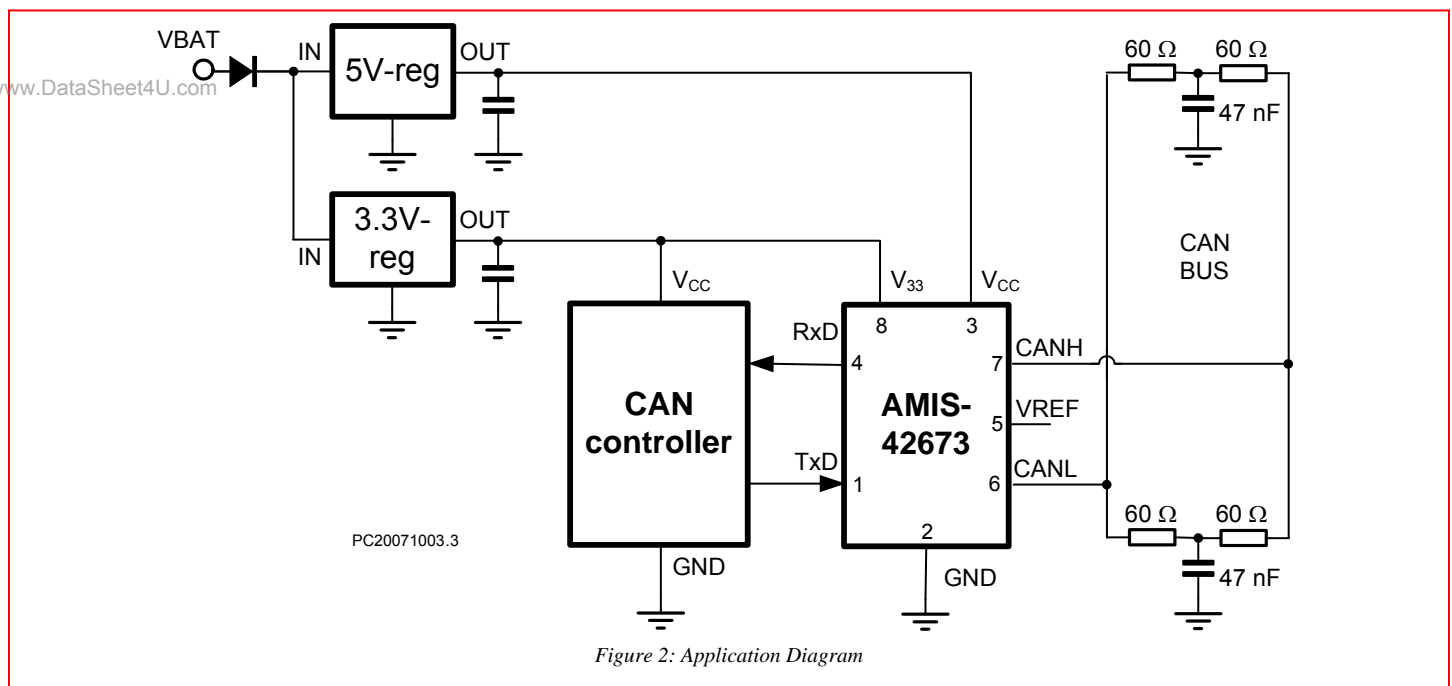 VBAT
IN
5V-reg
OUT
60 Ω
60 Ω
www.DataSheet4U.com
47 nF
3.3V-
reg
OUT
IN
CAN
BUS
VCC
V33
VCC
8
3
RxD
4
7
CANH
CAN
controller
AMIS-
42673
5
VREF
TxD
1
6
CANL
60 Ω
60 Ω
2
PC20071003.3
GND
GND
47 nF
Figure 2: Application Diagram